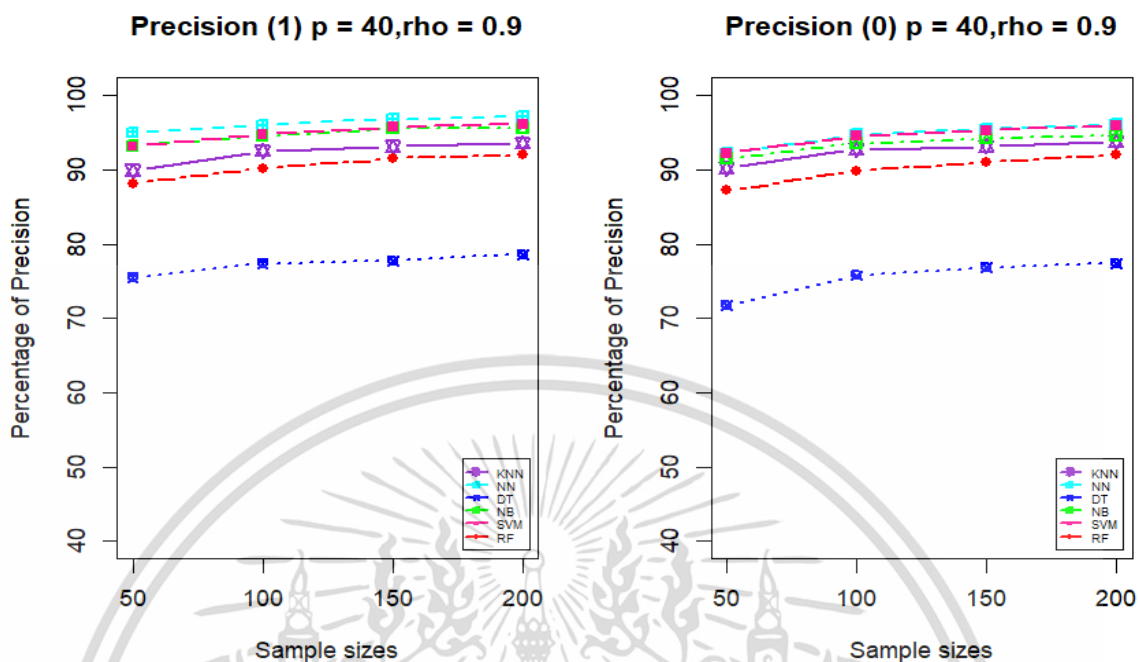 Precision (1) p = 40,rho = 0.9
Percentage of Precision
100
90
80
70
60
50
40
KNN
NN
DT
NB
SVM
RF
50 100 150 200
Sample sizes
Precision (0) p = 40,rho = 0.9
Percentage of Precision
100
90
80
70
60
50
40
KNN
NN
DT
NB
SVM
RF
50 100 150 200
Sample sizes